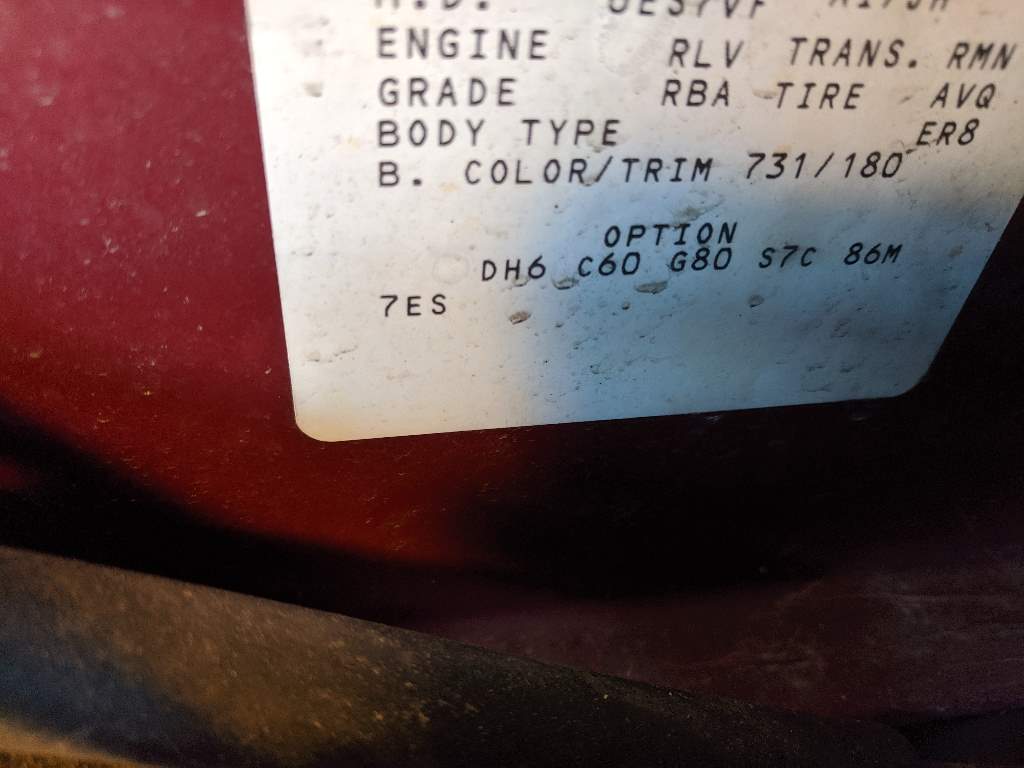 ENGINE RLV TRANS. RMN
GRADE RBA TIRE AVQ
BODY TYPE ER8
B. COLOR/TRIM 731/180
OPTION
DH6 C60 G80 S7C 86M
7ES